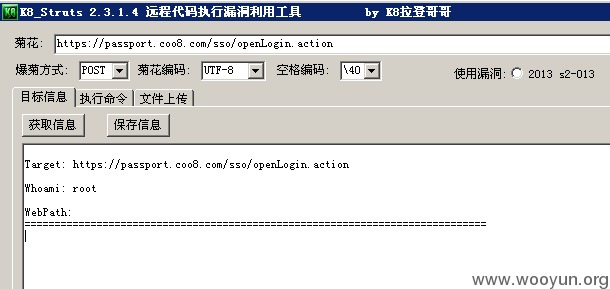 K8 K8_Struts 2.3.1.4 远程代码执行漏洞利用工具 by K8拉登哥哥
菊花: https://passport.coo8.com/sso/openLogin.action
爆菊方式: POST 菊花编码: UTF-8 空格编码: \40 使用漏洞: 2013 s2-013
目标信息 执行命令 文件上传
获取信息 保存信息
Target: https://passport.coo8.com/sso/openLogin.action
Whoami: root
WebPath:
=============================================================================
www.wooyun.org